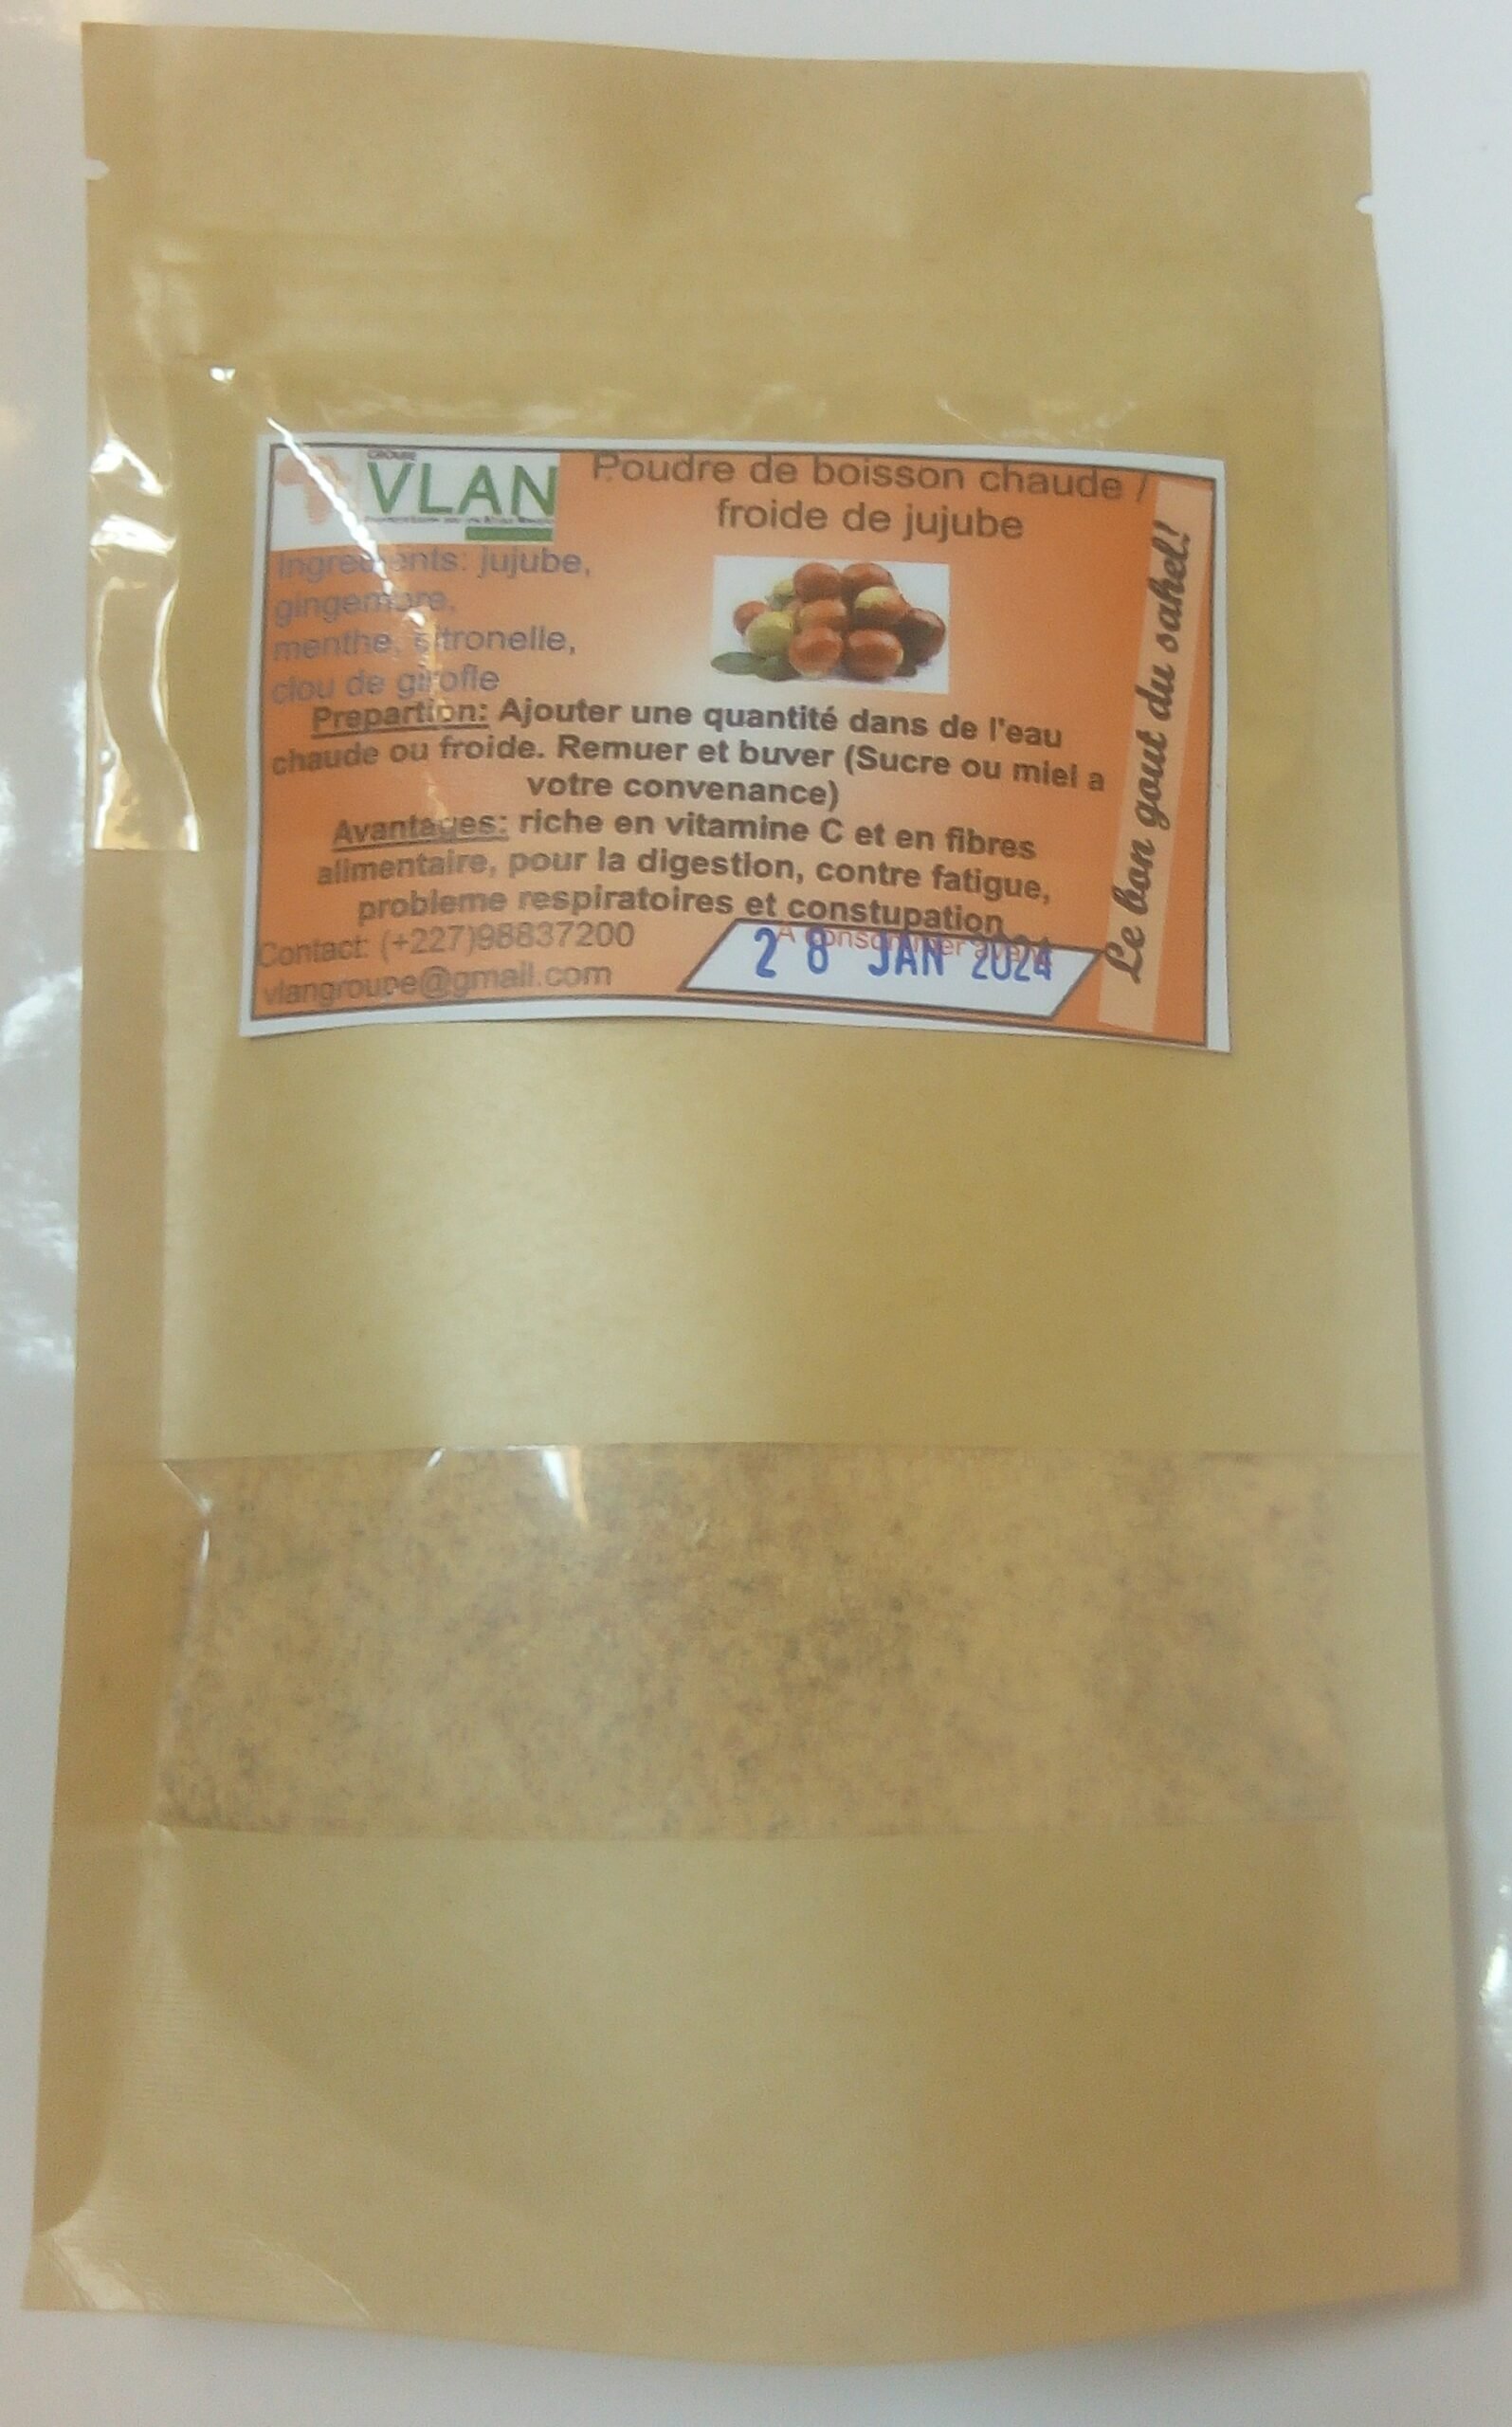 GROUPE
VLAN
Poudre de boisson chaude /
froide de jujube
Ingredients: jujube,
gingembre,
menthe, citronelle,
clou de girofle
Prepartion: Ajouter une quantité dans de l'eau
chaude ou froide. Remuer et buver (Sucre ou miel a
votre convenance)
Avantages: riche en vitamine C et en fibres
alimentaire, pour la digestion, contre fatigue,
probleme respiratoires et constupation
Contact: (+227)98837200
vlangroupe@gmail.com
A consommer avant
28 JAN 2024
Le bon gout du sahel!